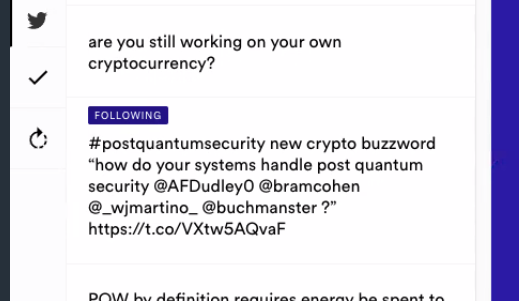 are you still working on your own
cryptocurrency?
FOLLOWING
#postquantumsecurity new crypto buzzword
“how do your systems handle post quantum
security @AFDudley0 @bramcohen
@_wjmartino_ @buchmanster ?”
https://t.co/VXtw5AQvaF
POW by definition requires energy be spent to